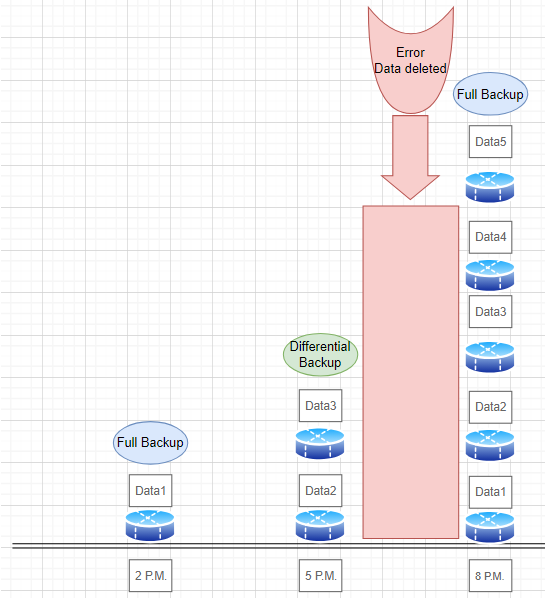 Error
Data deleted
Full Backup
Data5
Data4
Data3
Differential
Backup
Data3
Data2
Full Backup
Data1
Data2
Data1
2 P.M.
5 P.M.
8 P.M.